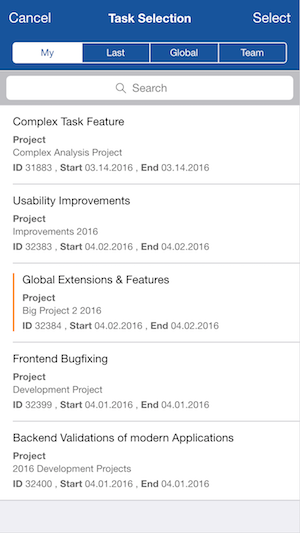 Cancel Task Selection Select
My Last Global Team
Search
Complex Task Feature
Project
Complex Analysis Project
ID 31883 , Start 03.14.2016 , End 03.14.2016
Usability Improvements
Project
Improvements 2016
ID 32383 , Start 04.02.2016 , End 04.02.2016
Global Extensions & Features
Project
Big Project 2 2016
ID 32384 , Start 04.02.2016 , End 04.02.2016
Frontend Bugfixing
Project
Development Project
ID 32399 , Start 04.01.2016 , End 04.01.2016
Backend Validations of modern Applications
Project
2016 Development Projects
ID 32400 , Start 04.01.2016 , End 04.01.2016